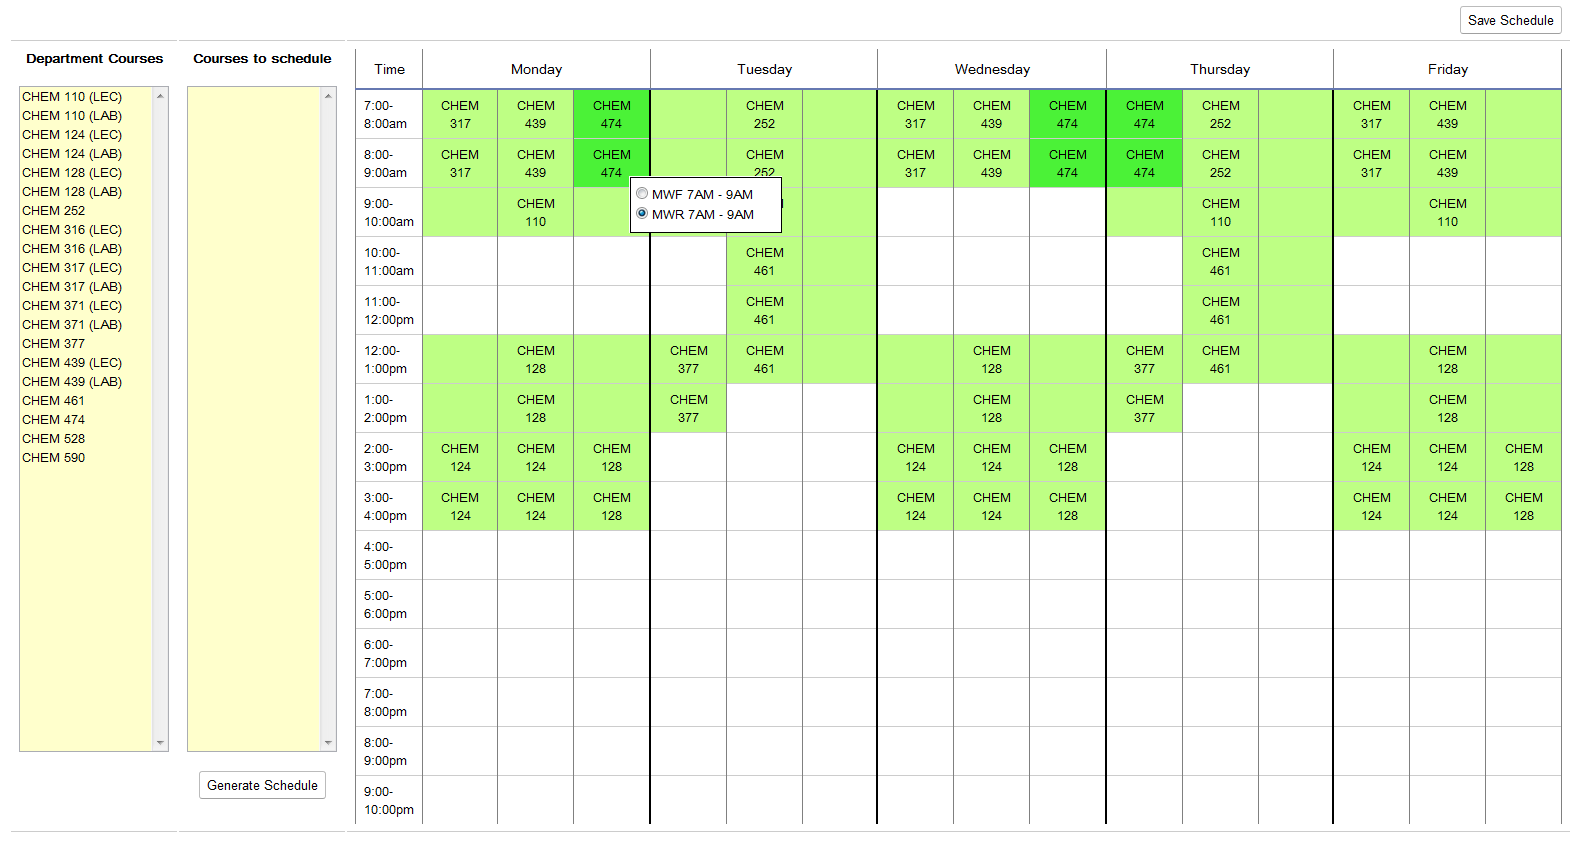 Save Schedule
Department Courses
CHEM 110 (LEC)
CHEM 110 (LAB)
CHEM 124 (LEC)
CHEM 124 (LAB)
CHEM 128 (LEC)
CHEM 128 (LAB)
CHEM 252
CHEM 316 (LEC)
CHEM 316 (LAB)
CHEM 317 (LEC)
CHEM 317 (LAB)
CHEM 371 (LEC)
CHEM 371 (LAB)
CHEM 377
CHEM 439 (LEC)
CHEM 439 (LAB)
CHEM 461
CHEM 474
CHEM 528
CHEM 590
Courses to schedule
Generate Schedule
Time Monday Tuesday Wednesday Thursday Friday
7:00- CHEM CHEM CHEM CHEM CHEM CHEM CHEM CHEM CHEM CHEM CHEM
8:00am 317 439 474 252 317 439 474 474 252 317 439
8:00- CHEM CHEM CHEM CHEM CHEM CHEM CHEM CHEM CHEM CHEM CHEM
9:00am 317 439 474 252 317 439 474 474 252 317 439
MWF 7AM - 9AM
MWR 7AM - 9AM
9:00- CHEM CHEM CHEM
10:00am 110 110 110
10:00- CHEM CHEM
11:00am 461 461
11:00- CHEM CHEM
12:00pm 461 461
12:00- CHEM CHEM CHEM CHEM CHEM CHEM CHEM
1:00pm 128 377 461 128 377 461 128
1:00- CHEM CHEM CHEM CHEM CHEM
2:00pm 128 377 128 377 128
2:00- CHEM CHEM CHEM CHEM CHEM CHEM CHEM CHEM CHEM
3:00pm 124 124 128 124 124 128 124 124 128
3:00- CHEM CHEM CHEM CHEM CHEM CHEM CHEM CHEM CHEM
4:00pm 124 124 128 124 124 128 124 124 128
4:00-
5:00pm
5:00-
6:00pm
6:00-
7:00pm
7:00-
8:00pm
8:00-
9:00pm
9:00-
10:00pm